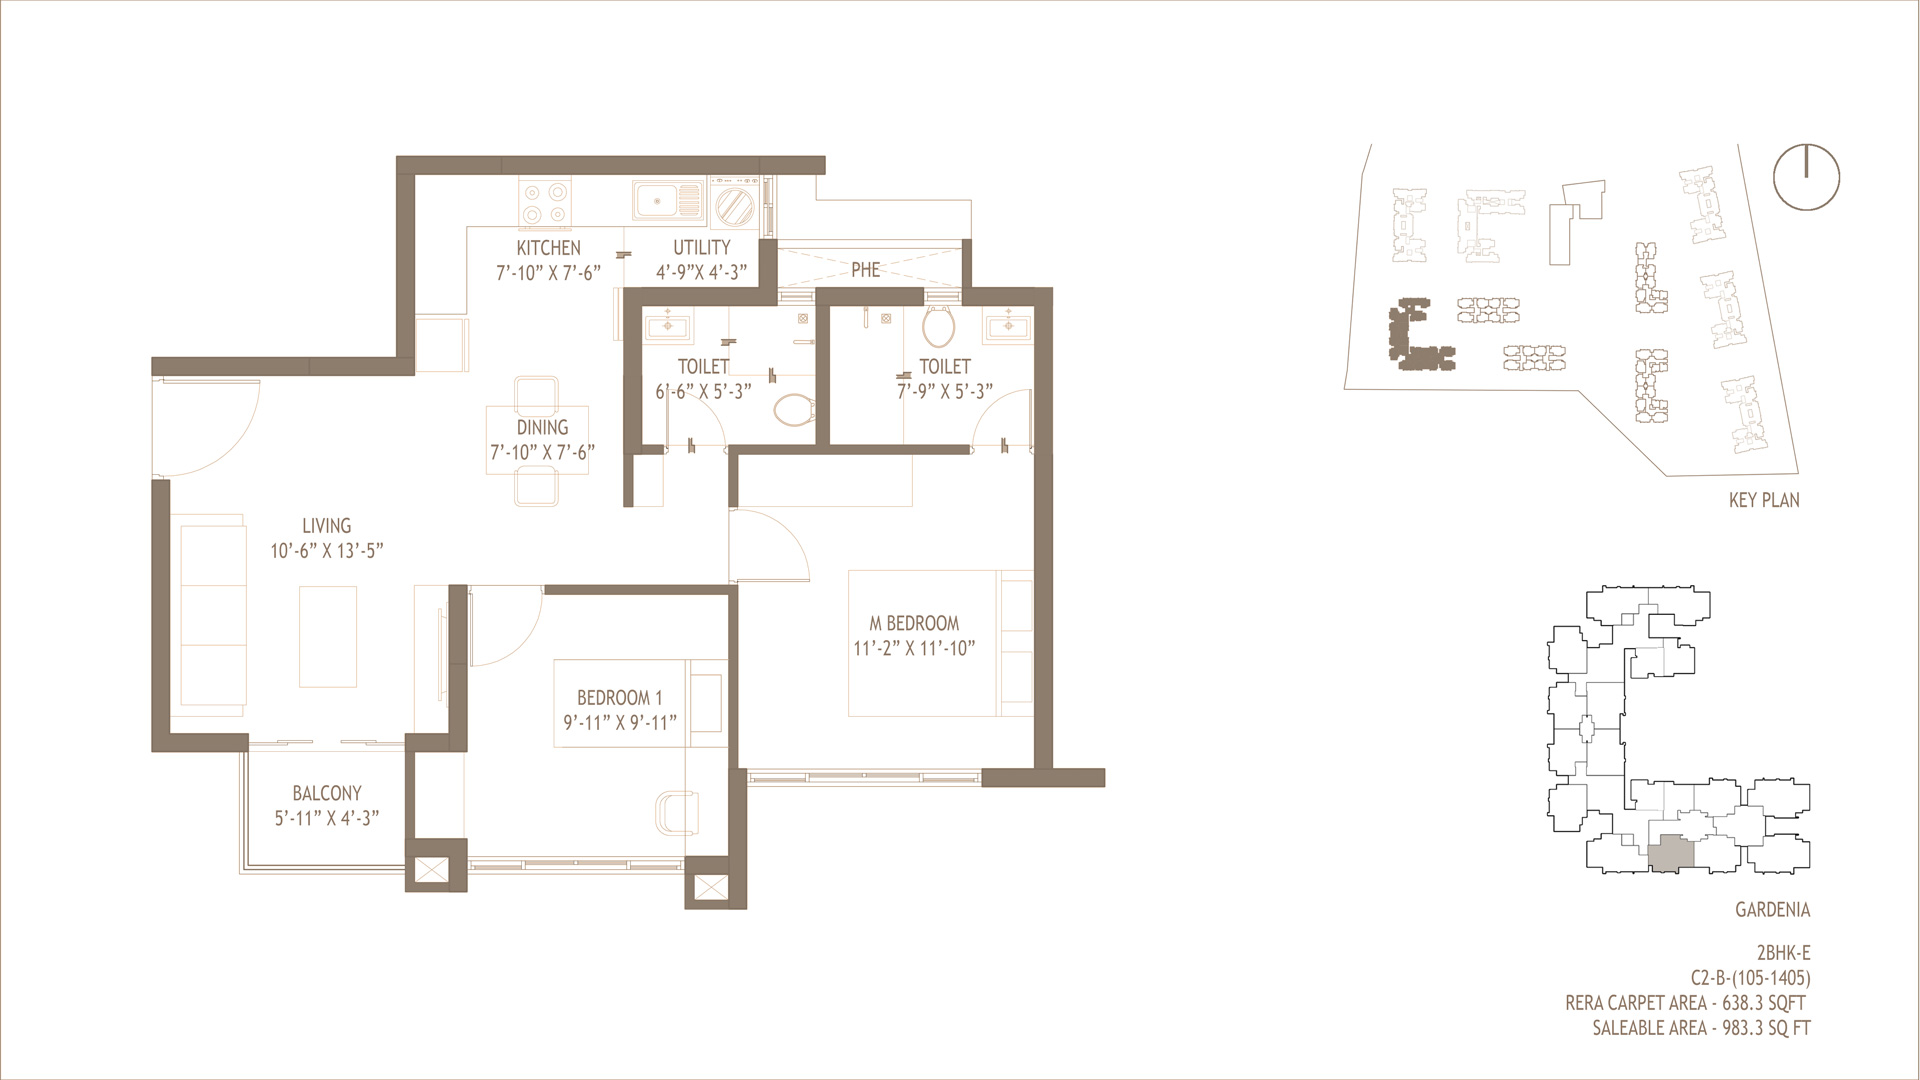 KITCHEN
7'-10” X 7'-6”
UTILITY
4'-9”X 4'-3”
PHE
TOILET
6'-6” X 5'-3”
TOILET
7'-9” X 5'-3”
DINING
7'-10” X 7'-6”
LIVING
10'-6” X 13'-5”
M BEDROOM
11'-2” X 11'-10”
BEDROOM 1
9'-11” X 9'-11”
BALCONY
5'-11” X 4'-3”
KEY PLAN
GARDENIA
2BHK-E
C2-B-(105-1405)
RERA CARPET AREA - 638.3 SQFT
SALEABLE AREA - 983.3 SQ FT